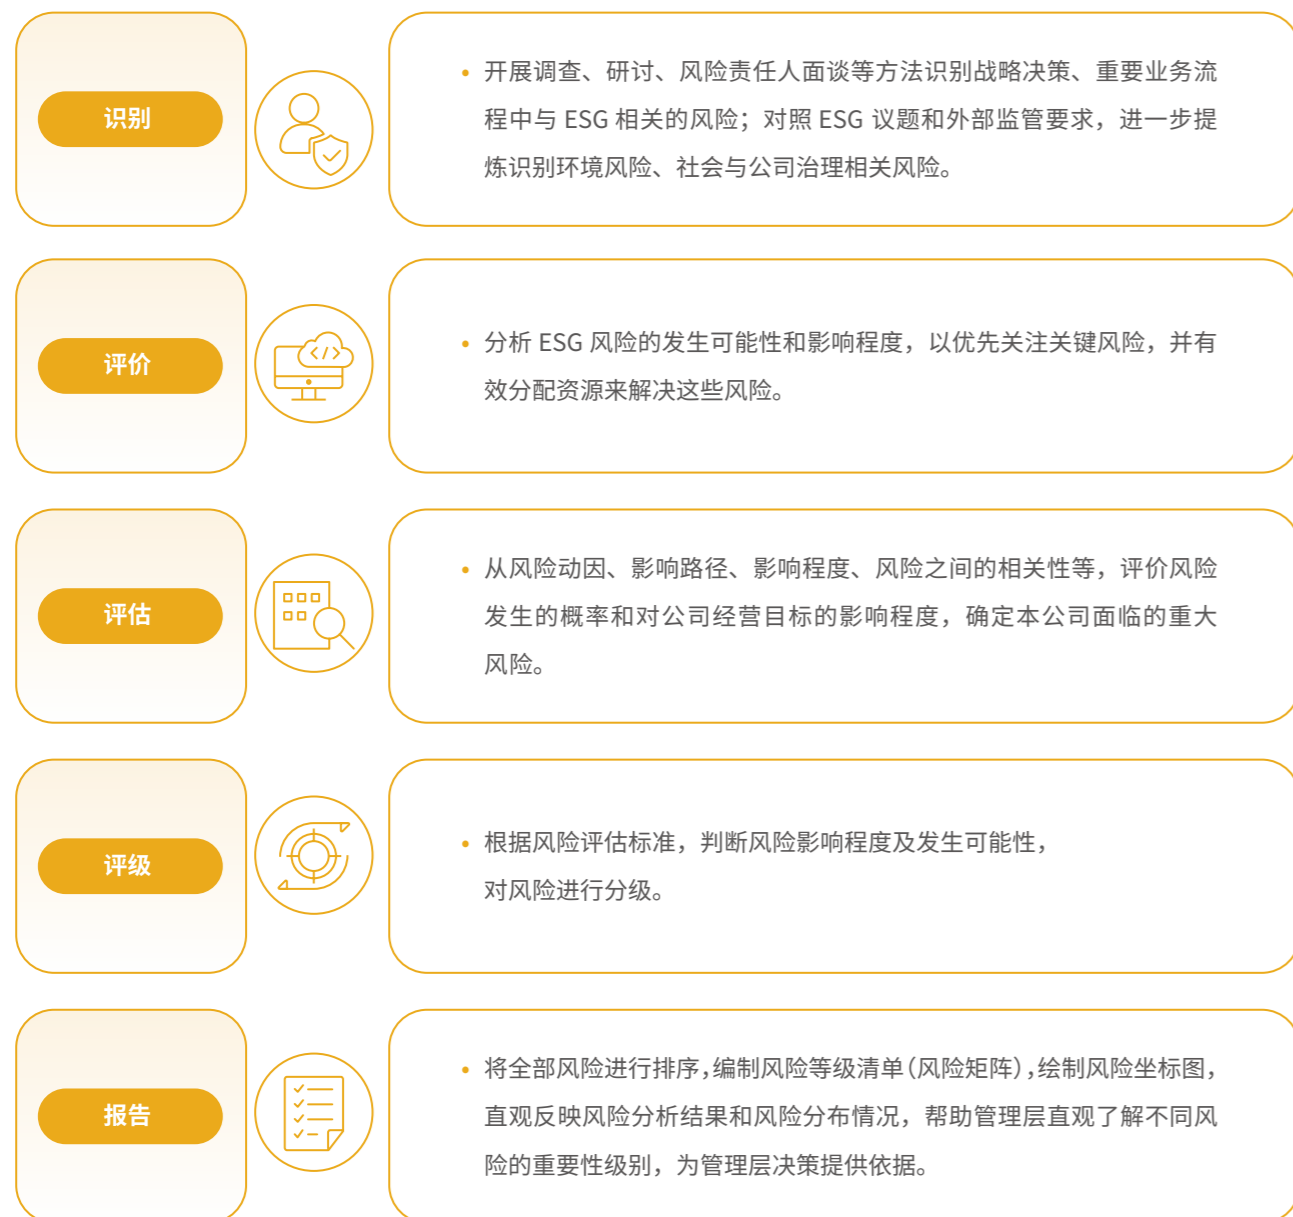 识别
• 开展调查、研讨、风险责任人面谈等方法识别战略决策、重要业务流
程中与 ESG 相关的风险；对照 ESG 议题和外部监管要求，进一步提
炼识别环境风险、社会与公司治理相关风险。
评价
• 分析 ESG 风险的发生可能性和影响程度，以优先关注关键风险，并有
效分配资源来解决这些风险。
评估
• 从风险动因、影响路径、影响程度、风险之间的相关性等，评价风险
发生的概率和对公司经营目标的影响程度，确定本公司面临的重大
风险。
评级
• 根据风险评估标准，判断风险影响程度及发生可能性，
对风险进行分级。
报告
• 将全部风险进行排序，编制风险等级清单（风险矩阵），绘制风险坐标图，
直观反映风险分析结果和风险分布情况，帮助管理层直观了解不同风
险的重要性级别，为管理层决策提供依据。